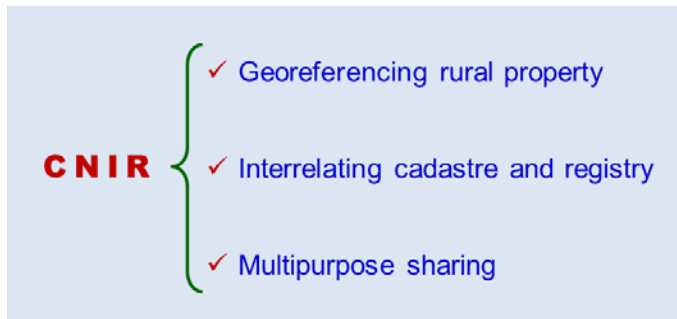 Georeferencing rural property
CNIR
Interrelating cadastre and registry
Multipurpose sharing